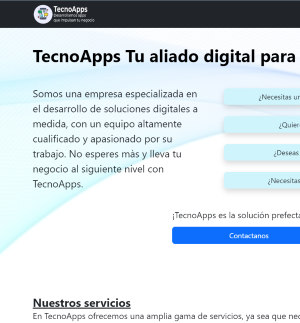 TecnoApps
Desarrollamos apps
que impulsan tu negocio
TecnoApps Tu aliado digital para
Somos una empresa especializada en
el desarrollo de soluciones digitales a
medida, con un equipo altamente
cualificado y apasionado por su
trabajo. No esperes màs y lleva tu
negocio al siguiente nivel con
TecnoApps.
¿Necesitas
¿Quier
¿Deseas
¿Necesitas
¡TecnoApps es la solución prefecta
Contactanos
Nuestros servicios
En TecnoApps ofrecemos una amplia gama de servicios, ya sea que